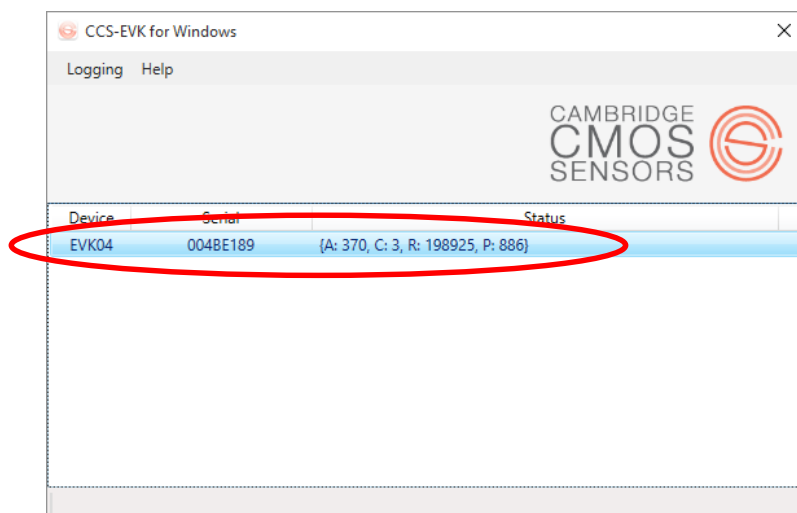 CCS-EVK for Windows
Logging Help
CAMBRIDGE
CMOS
SENSORS
Device Serial Status
EVK04 004BE189 {A: 370, C: 3, R: 198925, P: 886}